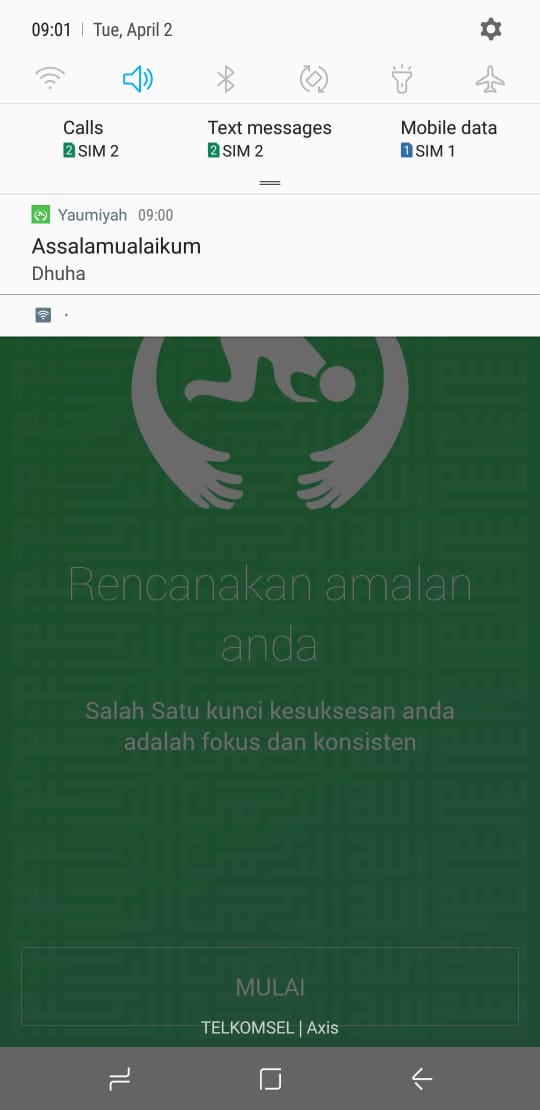 09:01 | Tue, April 2
Calls Text messages Mobile data
2 SIM 2 2 SIM 2 1 SIM 1
Yaumiyah 09:00
Assalamualaikum
Dhuha
Rencanakan amalan
anda
Salah Satu kunci kesuksesan anda
adalah fokus dan konsisten
MULAI
TELKOMSEL | Axis